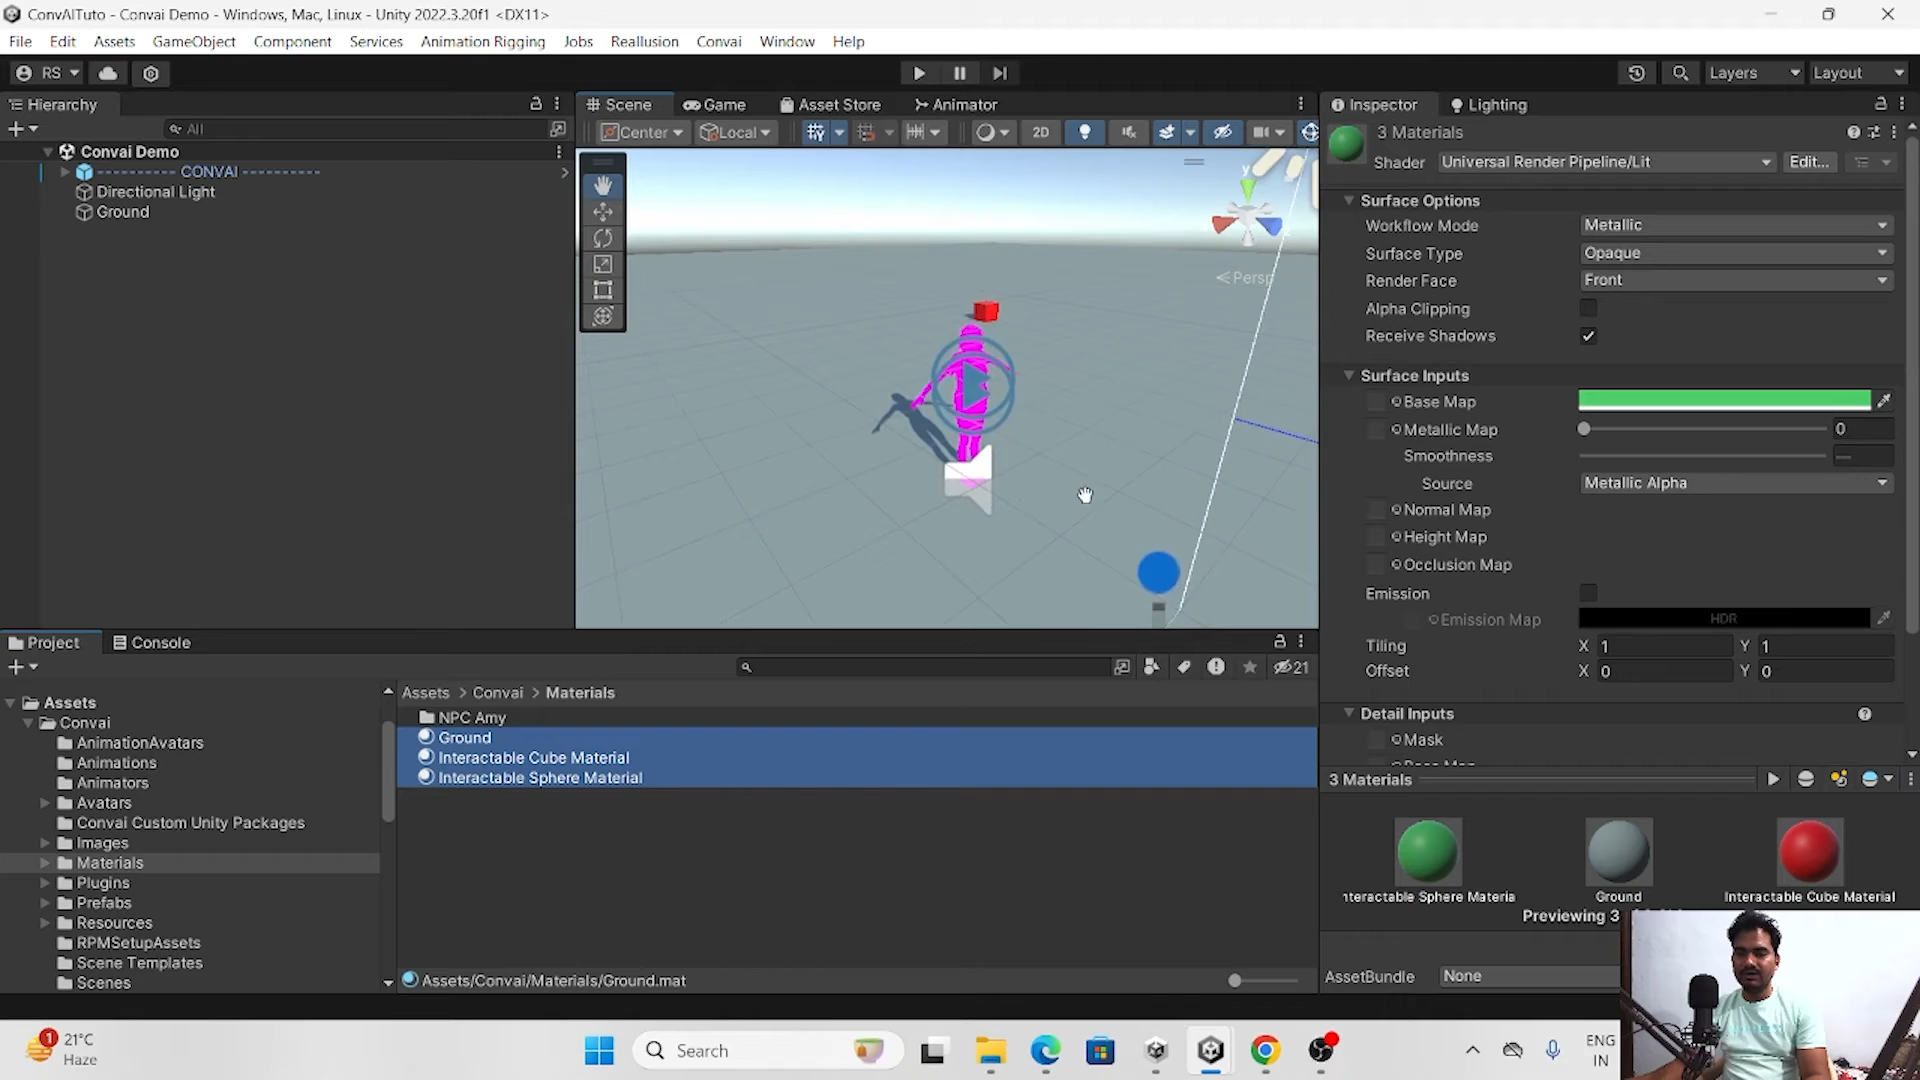 ConvAITuto - Convai Demo - Windows, Mac, Linux - Unity 2022.3.20f1 <DX11>
File Edit Assets GameObject Component Services Animation Rigging Jobs Reallusion Convai Window Help
RS Layers Layout
Hierarchy
All
Convai Demo
---------- CONVAI ----------
Directional Light
Ground
Scene Game Asset Store Animator
Center Local 2D
y
Persp
Inspector Lighting
3 Materials
Shader Universal Render Pipeline/Lit Edit...
Surface Options
Workflow Mode Metallic
Surface Type Opaque
Render Face Front
Alpha Clipping
Receive Shadows
Surface Inputs
Base Map
Metallic Map 0
Smoothness —
Source Metallic Alpha
Normal Map
Height Map
Occlusion Map
Emission
Emission Map HDR
Tiling X 1 Y 1
Offset X 0 Y 0
Detail Inputs
Mask
3 Materials
nteractable Sphere Materia Ground Interactable Cube Material
Previewing 3
AssetBundle None
Project Console
21
Assets
Convai
AnimationAvatars
Animations
Animators
Avatars
Convai Custom Unity Packages
Images
Materials
Plugins
Prefabs
Resources
RPMSetupAssets
Scene Templates
Scenes
Assets > Convai > Materials
NPC Amy
Ground
Interactable Cube Material
Interactable Sphere Material
Assets/Convai/Materials/Ground.mat
1
21°C
Haze
Search
ENG
IN